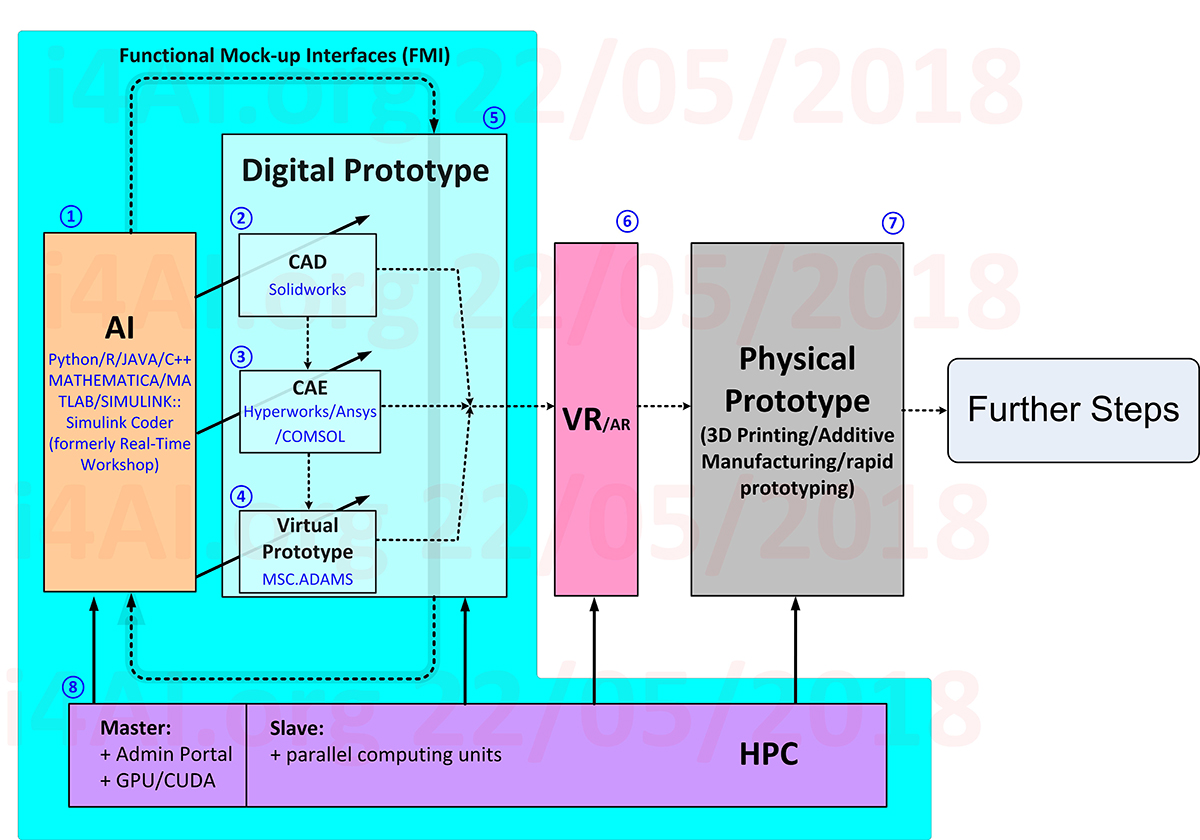 i4AI.org 22/05/2018
Functional Mock-up Interfaces (FMI)
⑤
Digital Prototype
①
②
⑥
⑦
i4AI.org 22/05/2018
CAD
Solidworks
AI
Python/R/JAVA/C++
MATHEMATICA/MA
TLAB/SIMULINK::
Simulink Coder
(formerly Real-Time
Workshop)
③
CAE
Hyperworks/Ansys
/COMSOL
④
Virtual
Prototype
MSC.ADAMS
VR/AR
Physical
Prototype
(3D Printing/Additive
Manufacturing/rapid
prototyping)
Further Steps
i4AI.org 22/05/2018
i4AI.org 22/05/2018
⑧
Master:
+ Admin Portal
+ GPU/CUDA
Slave:
+ parallel computing units
HPC